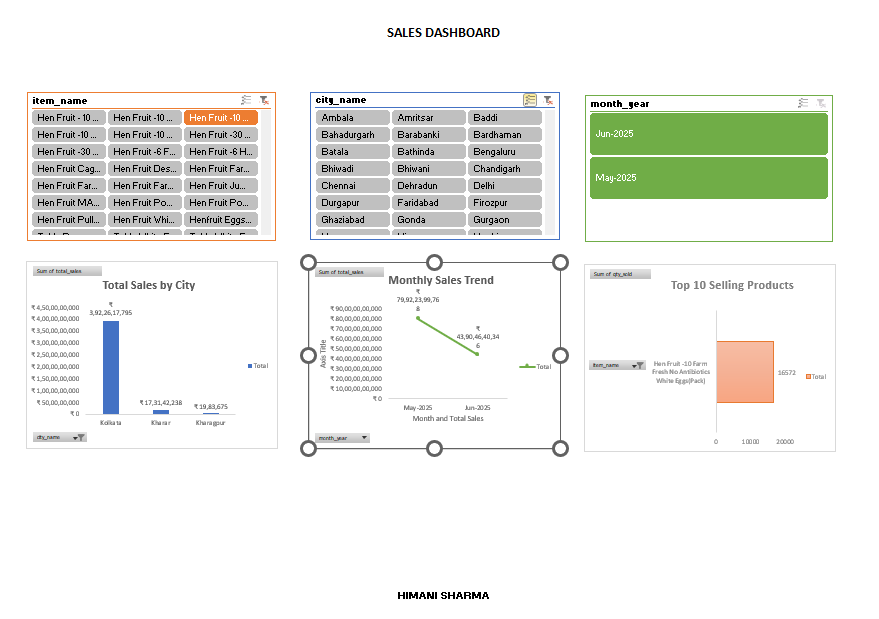 SALES DASHBOARD
item_name
Hen Fruit -10 ... Hen Fruit -10 ... Hen Fruit -10 ...
Hen Fruit -10 ... Hen Fruit -10 ... Hen Fruit -30 ...
Hen Fruit -30 ... Hen Fruit -6 F... Hen Fruit -6 H...
Hen Fruit Cag... Hen Fruit Des... Hen Fruit Far...
Hen Fruit Far... Hen Fruit Far... Hen Fruit Ju...
Hen Fruit Far... Hen Fruit Po... Hen Fruit Po...
Hen Fruit MA... Hen Fruit Po... Hen Fruit Po...
Hen Fruit Pull... Hen Fruit Whi... Henfruit Eggs...
city_name
Ambala Amritsar Baddi
Bahadurgarh Barabanki Bardhaman
Batala Bathinda Bengaluru
Bhiwadi Bhiwani Chandigarh
Chennai Dehradun Delhi
Durgapur Faridabad Firozpur
Ghaziabad Gonda Gurgaon
month_year
Jun-2025
May-2025
Sum of total_sales
Total Sales by City
₹ 4,50,00,00,000
₹ 4,00,00,00,000
₹ 3,50,00,00,000
₹ 3,00,00,00,000
₹ 2,50,00,00,000
₹ 2,00,00,00,000
₹ 1,50,00,00,000
₹ 1,00,00,00,000
₹ 50,00,00,000
₹ 0
₹
3,92,26,17,795
₹ 17,31,42,238
₹ 19,83,675
Kolkata Kharar Kharagpur
Total
city_name
Sum of total_sales
Monthly Sales Trend
₹ 90,00,00,00,000
₹ 80,00,00,00,000
₹ 70,00,00,00,000
₹ 60,00,00,00,000
₹ 50,00,00,00,000
₹ 40,00,00,00,000
₹ 30,00,00,00,000
₹ 20,00,00,00,000
₹ 10,00,00,00,000
₹ 0
Axis Title
₹
79,92,23,99,76
8
₹
43,90,46,40,34
6
May-2025 Jun-2025
Month and Total Sales
Total
month_year
Sum of qty_sold
Top 10 Selling Products
item_name
Hen Fruit -10 Farm
Fresh No Antibiotics
White Eggs(Pack)
16572
Total
0 10000 20000
HIMANI SHARMA